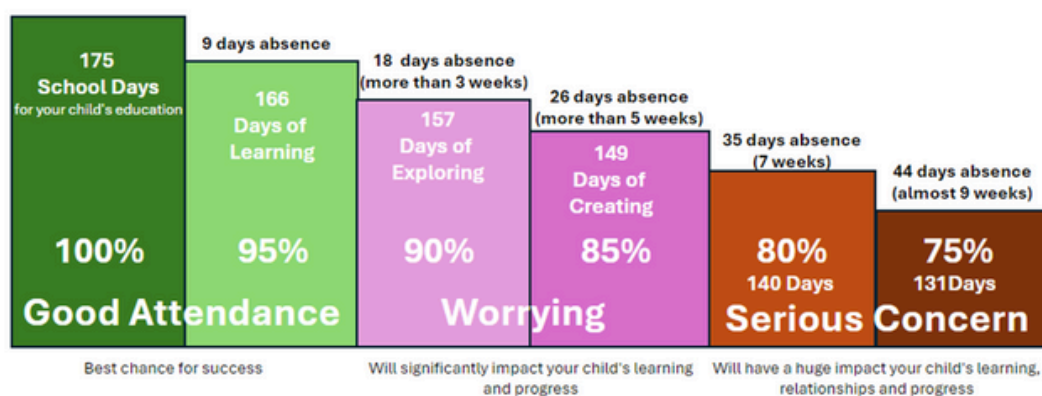 175
School Days
for your child's education
100%
9 days absence
166
Days of
Learning
95%
Good Attendance
Best chance for success
18 days absence
(more than 3 weeks)
157
Days of
Exploring
90%
26 days absence
(more than 5 weeks)
149
Days of
Creating
85%
Worrying
Will significantly impact your child's learning
and progress
35 days absence
(7 weeks)
80%
140 Days
44 days absence
(almost 9 weeks)
75%
131Days
Serious Concern
Will have a huge impact your child's learning,
relationships and progress